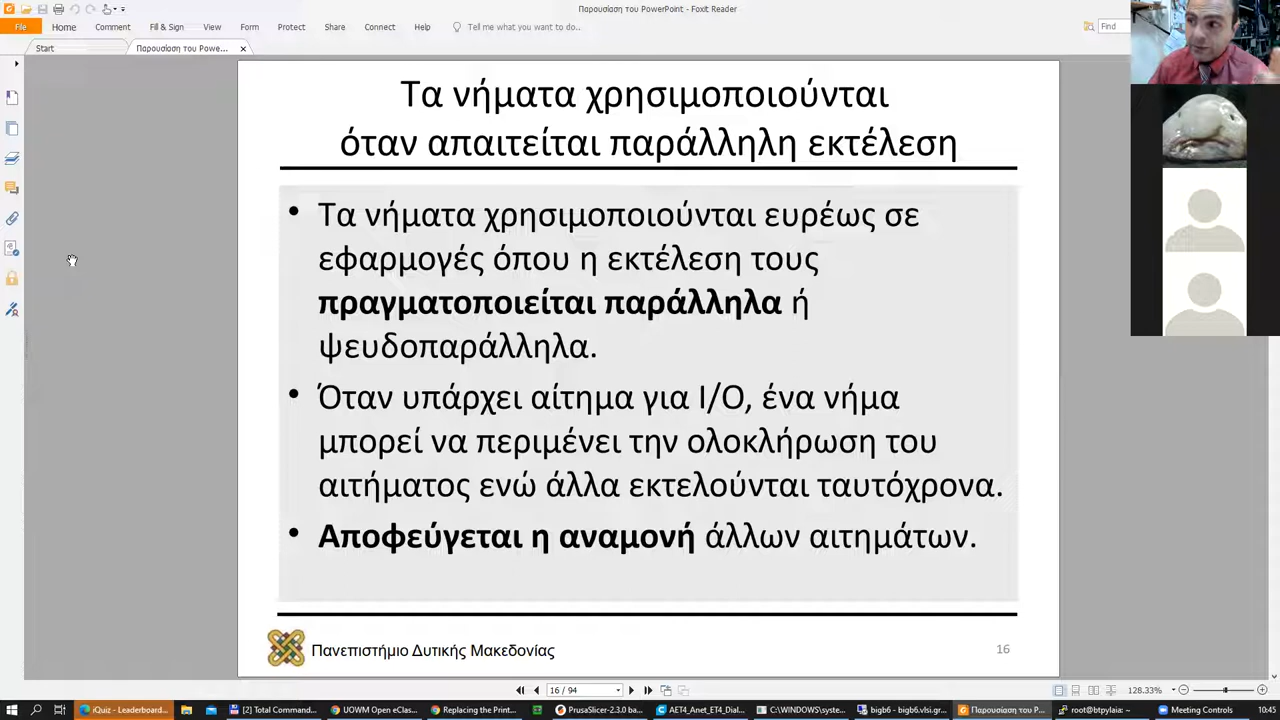 Παρουσίαση του PowerPoint - Foxit Reader
File Home Comment Fill & Sign View Form Protect Share Connect Help Tell me what you want to do.. Find
Start Παρουσίαση του Powe...
Τα νήματα χρησιμοποιούνται
όταν απαιτείται παράλληλη εκτέλεση
• Τα νήματα χρησιμοποιούνται ευρέως σε
εφαρμογές όπου η εκτέλεση τους
πραγματοποιείται παράλληλα ή
ψευδοπαράλληλα.
• Όταν υπάρχει αίτημα για I/O, ένα νήμα
μπορεί να περιμένει την ολοκλήρωση του
αιτήματος ενώ άλλα εκτελούνται ταυτόχρονα.
• Αποφεύγεται η αναμονή άλλων αιτημάτων.
Πανεπιστήμιο Δυτικής Μακεδονίας
16
16 / 94
128.33%
iQuiz - Leaderboard... [2] Total Command... UOWM Open eClas... Replacing the Print... PrusaSlicer-2.3.0 ba... AET4_Anet_ET4_Dial... C:\WINDOWS\syste... bigb6 - bigb6.vlsi.gr... Παρουσίαση του P... root@btpylaia: ~ Meeting Controls 10:45